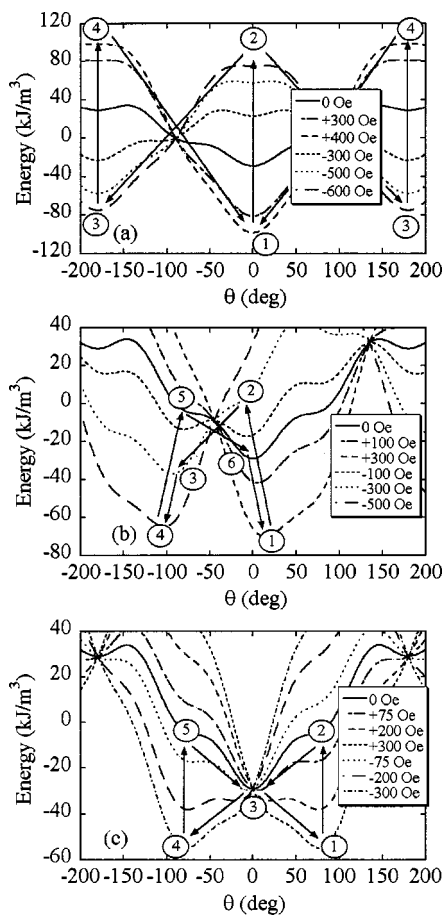 120
80
40
0
-40
-80
-120
Energy (kJ/m³)
4
2
4
3
1
3
0 Oe
+300 Oe
+400 Oe
-300 Oe
-500 Oe
-600 Oe
(a)
-200 -150 -100 -50 0 50 100 150 200
θ (deg)
40
20
0
-20
-40
-60
-80
Energy (kJ/m³)
5
2
6
3
4
1
0 Oe
+100 Oe
+300 Oe
-100 Oe
-300 Oe
-500 Oe
(b)
-200 -150 -100 -50 0 50 100 150 200
θ (deg)
40
20
0
-20
-40
-60
Energy (kJ/m³)
5
2
3
4
1
0 Oe
+75 Oe
+200 Oe
+300 Oe
-75 Oe
-200 Oe
-300 Oe
(c)
-200 -150 -100 -50 0 50 100 150 200
θ (deg)